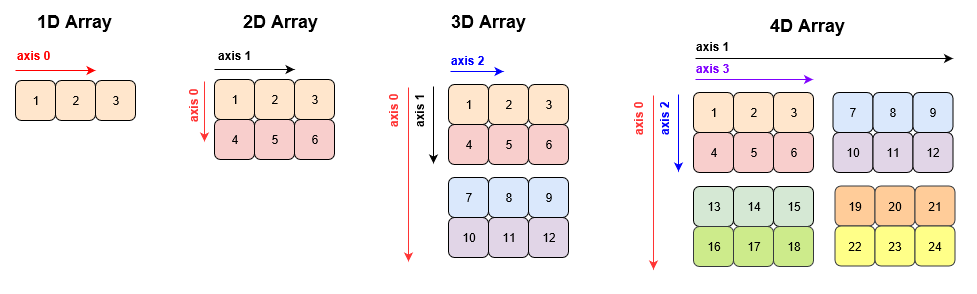 1D Array
axis 0
1 2 3
2D Array
axis 1
axis 0
1 2 3
4 5 6
3D Array
axis 2
axis 0
axis 1
1 2 3
4 5 6
7 8 9
10 11 12
4D Array
axis 1
axis 3
axis 0
axis 2
1 2 3 7 8 9
4 5 6 10 11 12
13 14 15 19 20 21
16 17 18 22 23 24